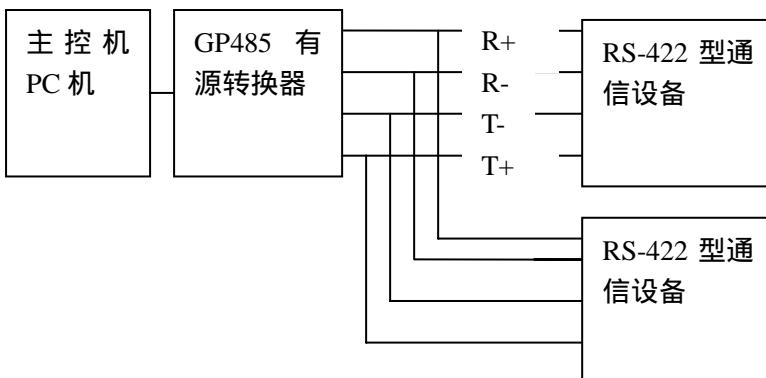 主控机
PC 机
GP485 有
源转换器
R+
R-
T-
T+
RS-422 型通
信设备
RS-422 型通
信设备